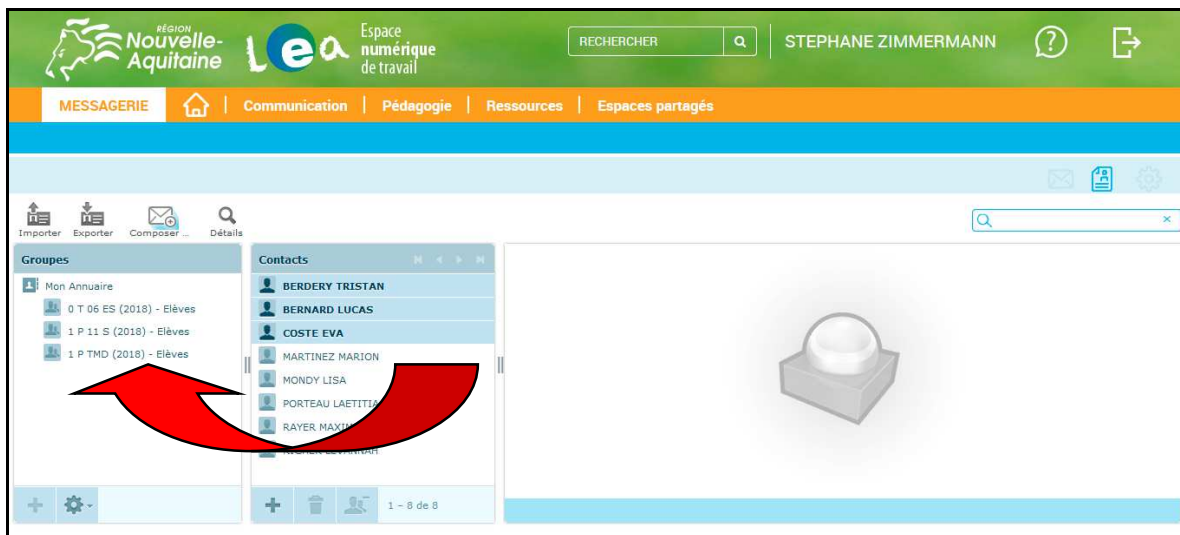 RÉGION
Nouvelle-
Aquitaine
Lea
Espace
numérique
de travail
RECHERCHER
STEPHANE ZIMMERMANN
?
MESSAGERIE | Communication | Pédagogie | Ressources | Espaces partagés
Importer Exporter Composer ... Détails
Groupes
Mon Annuaire
0 T 06 ES (2018) - Elèves
1 P 11 S (2018) - Elèves
1 P TMD (2018) - Elèves
Contacts
BERDERY TRISTAN
BERNARD LUCAS
COSTE EVA
MARTINEZ MARION
MONDY LISA
PORTEAU LAETITIA
RAYER
1 – 8 de 8